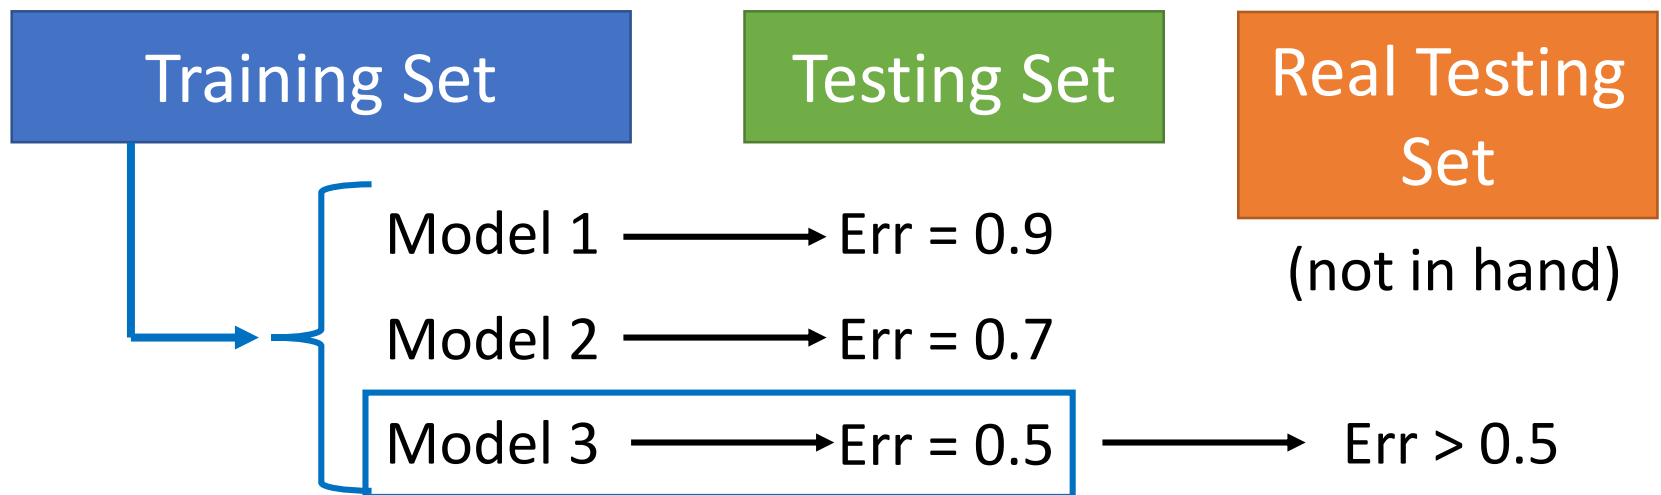 Training Set
Testing Set
Real Testing
Set
(not in hand)
Model 1
Err = 0.9
Model 2
Err = 0.7
Model 3
Err = 0.5
Err > 0.5